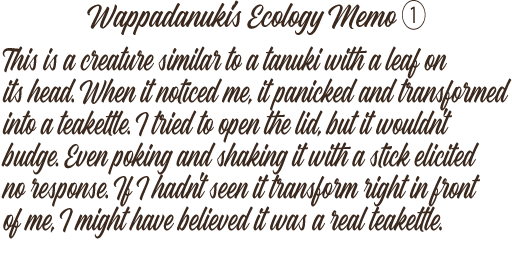 Wappadanuki's Ecology Memo ①
This is a creature similar to a tanuki with a leaf on
its head. When it noticed me, it panicked and transformed
into a teakettle. I tried to open the lid, but it wouldn't
budge. Even poking and shaking it with a stick elicited
no response. If I hadn't seen it transform right in front
of me, I might have believed it was a real teakettle.